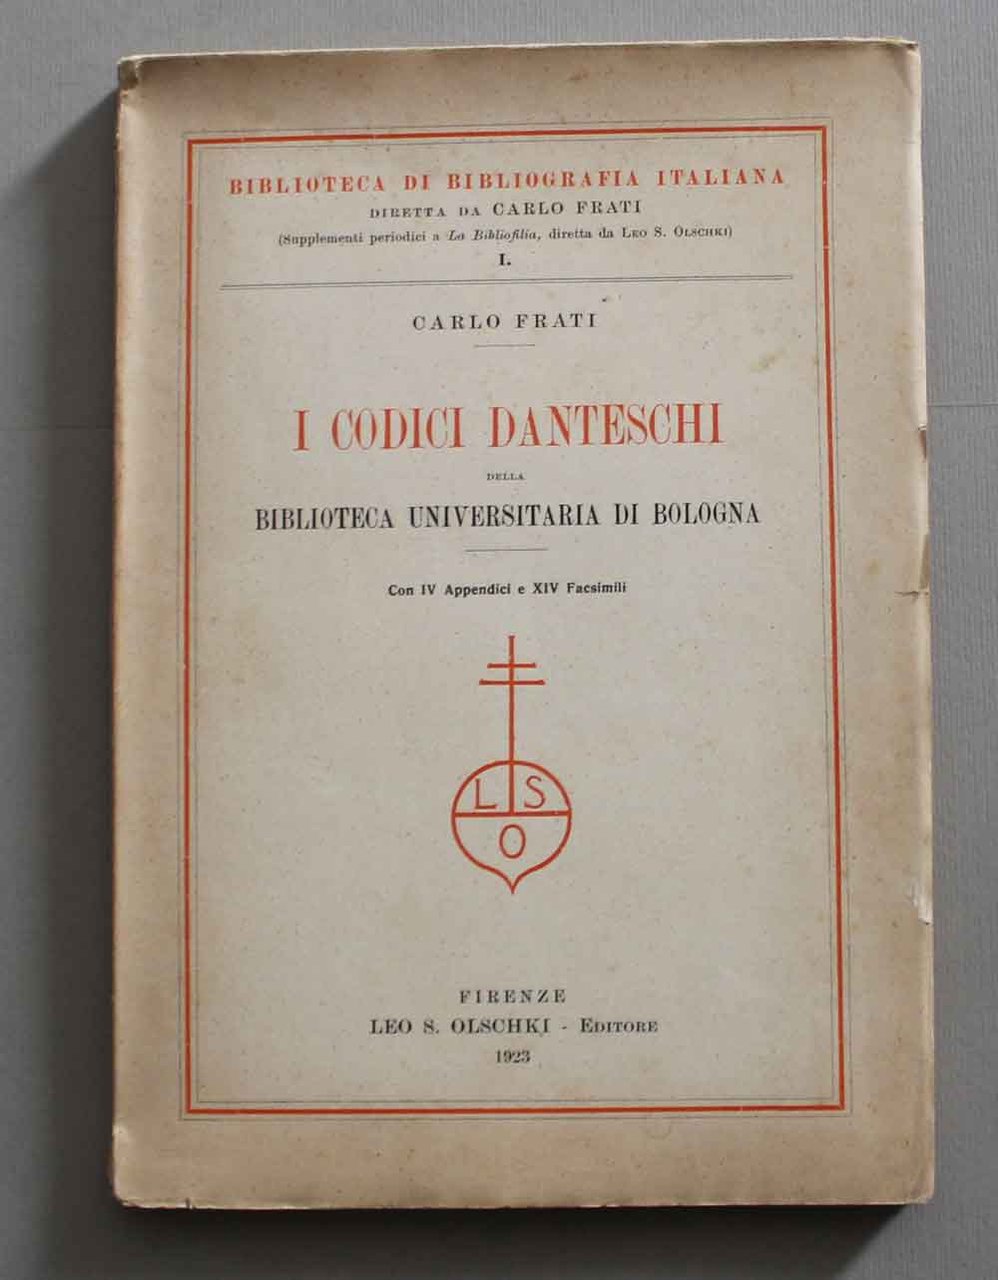 BIBLIOTECA DI BIBLIOGRAFIA ITALIANA
DIRETTA DA CARLO FRATI
(Supplementi periodici a La Bibliofilia, diretta da LEO S. OLSCHKI)
I.
CARLO FRATI
I CODICI DANTESCHI
DELLA
BIBLIOTECA UNIVERSITARIA DI BOLOGNA
Con IV Appendici e XIV Facsimili
L S
O
FIRENZE
LEO S. OLSCHKI - EDITORE
1923